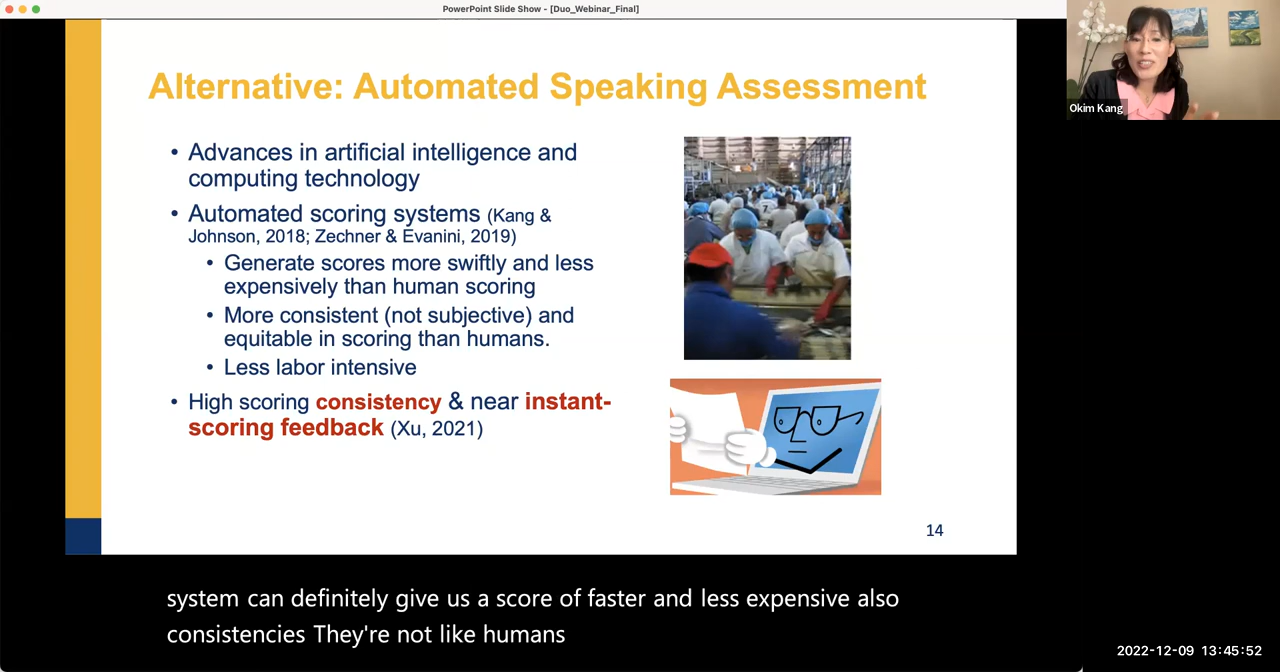 PowerPoint Slide Show - [Duo_Webinar_Final]
Okim Kang
Alternative: Automated Speaking Assessment
• Advances in artificial intelligence and
computing technology
• Automated scoring systems (Kang &
Johnson, 2018; Zechner & Evanini, 2019)
• Generate scores more swiftly and less
expensively than human scoring
• More consistent (not subjective) and
equitable in scoring than humans.
• Less labor intensive
• High scoring consistency & near instant-
scoring feedback (Xu, 2021)
14
system can definitely give us a score of faster and less expensive also
consistencies They're not like humans
2022-12-09 13:45:52